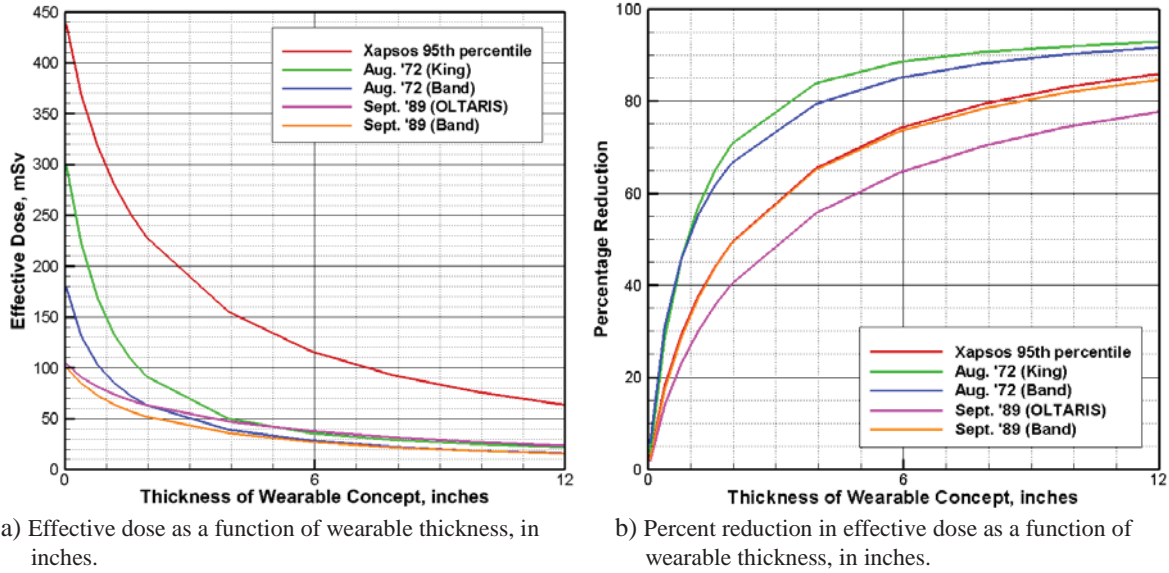 450
400
350
300
250
200
150
100
50
0
Effective Dose, mSv
Xapsos 95th percentile
Aug. '72 (King)
Aug. '72 (Band)
Sept. '89 (OLTARIS)
Sept. '89 (Band)
0
6
12
Thickness of Wearable Concept, inches
a) Effective dose as a function of wearable thickness, in
inches.
100
80
60
40
20
0
Percentage Reduction
Xapsos 95th percentile
Aug. '72 (King)
Aug. '72 (Band)
Sept. '89 (OLTARIS)
Sept. '89 (Band)
0
6
12
Thickness of Wearable Concept, inches
b) Percent reduction in effective dose as a function of
wearable thickness, in inches.